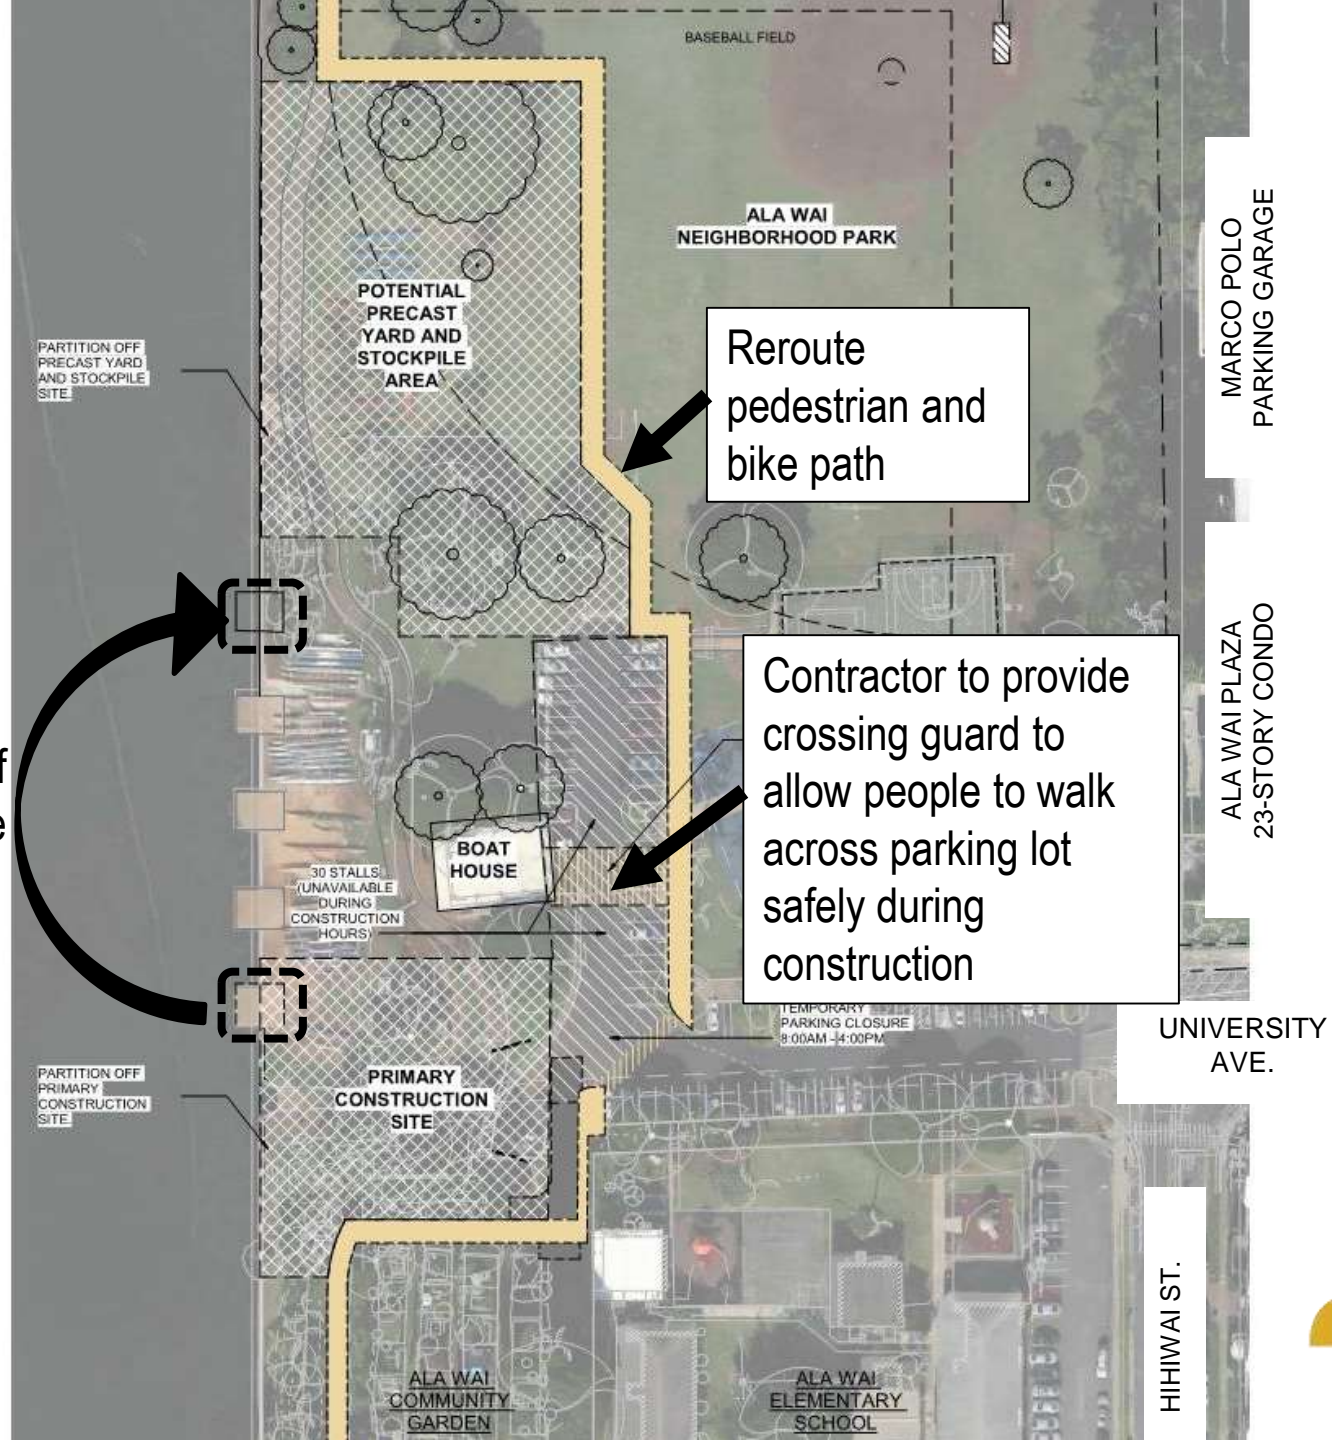 BASEBALL FIELD
ALA WAI
NEIGHBORHOOD PARK
MARCO POLO
PARKING GARAGE
POTENTIAL
PRECAST
YARD AND
STOCKPILE
AREA
PARTITION OFF
PRECAST YARD
AND STOCKPILE
SITE.
Reroute
pedestrian and
bike path
ALA WAI PLAZA
23-STORY CONDO
Contractor to provide
crossing guard to
allow people to walk
across parking lot
safely during
construction
BOAT
HOUSE
30 STALLS
(UNAVAILABLE
DURING
CONSTRUCTION
HOURS)
TEMPORARY
PARKING CLOSURE
8:00AM - 4:00PM
UNIVERSITY
AVE.
PARTITION OFF
PRIMARY
CONSTRUCTION
SITE.
PRIMARY
CONSTRUCTION
SITE
HIHIWAI ST.
ALA WAI
COMMUNITY
GARDEN
ALA WAI
ELEMENTARY
SCHOOL